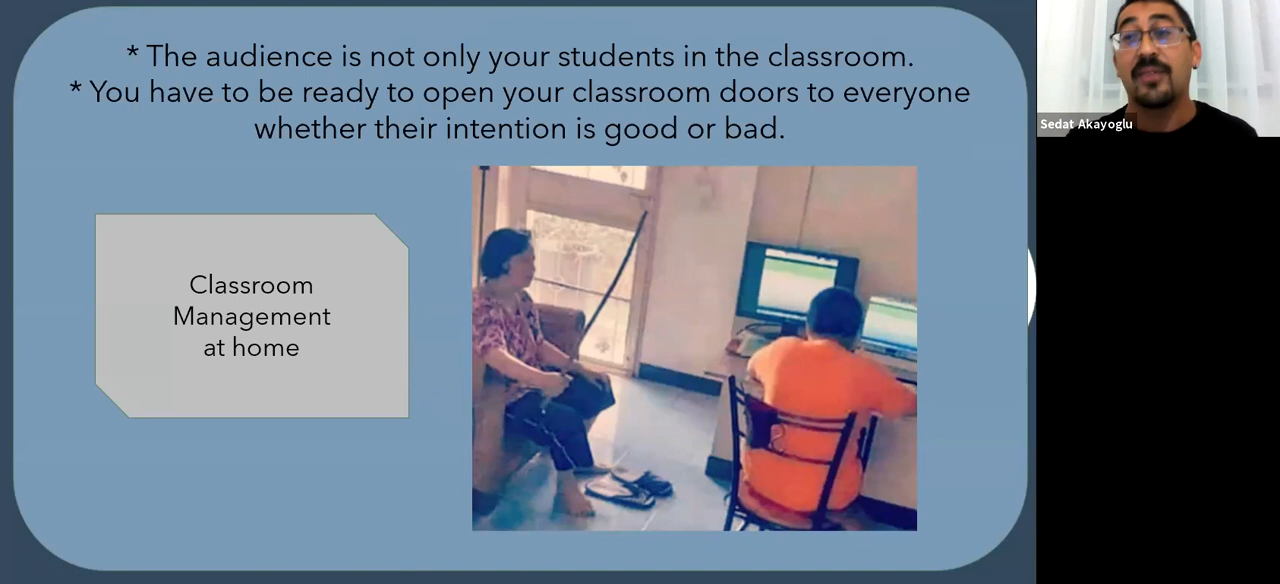 * The audience is not only your students in the classroom.
* You have to be ready to open your classroom doors to everyone
whether their intention is good or bad.
Classroom
Management
at home
Sedat Akayoglu